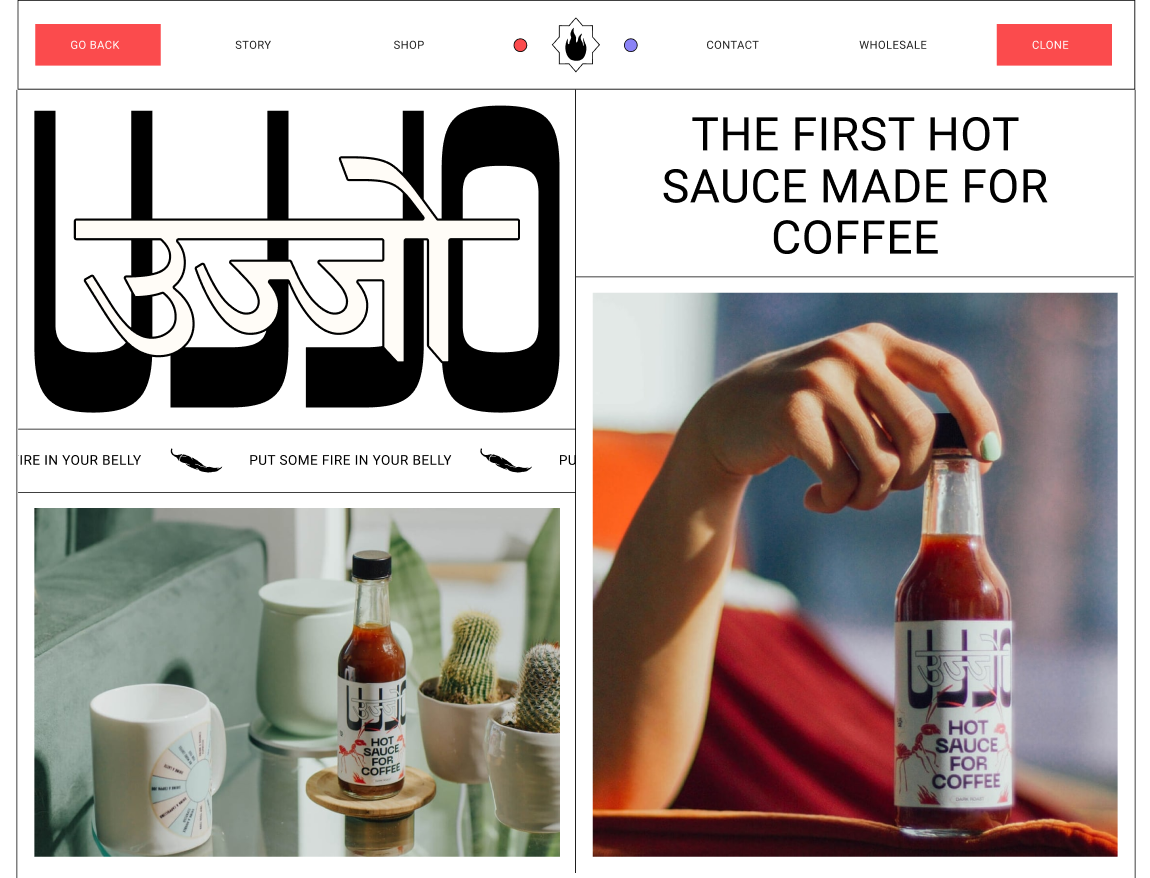 GO BACK
STORY
SHOP
CONTACT
WHOLESALE
CLONE
UJJO
उज्जो
THE FIRST HOT
SAUCE MADE FOR
COFFEE
IRE IN YOUR BELLY
PUT SOME FIRE IN YOUR BELLY
PU
UJJO
उज्जो
HOT
SAUCE
FOR
COFFEE
UJJO
उज्जो
HOT
SAUCE
FOR
COFFEE
DARK ROAST